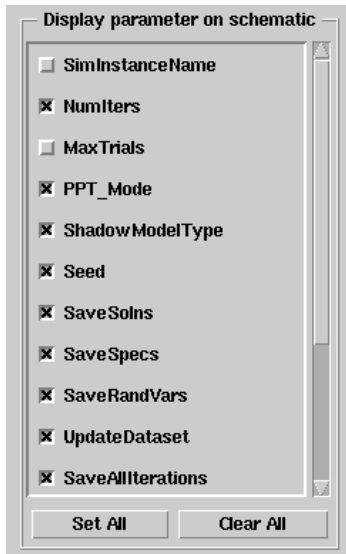 Display parameter on schematic
SimInstanceName
NumIters
MaxTrials
PPT_Mode
ShadowModelType
Seed
SaveSolns
SaveSpecs
SaveRandVars
UpdateDataset
SaveAllIterations
Set All
Clear All